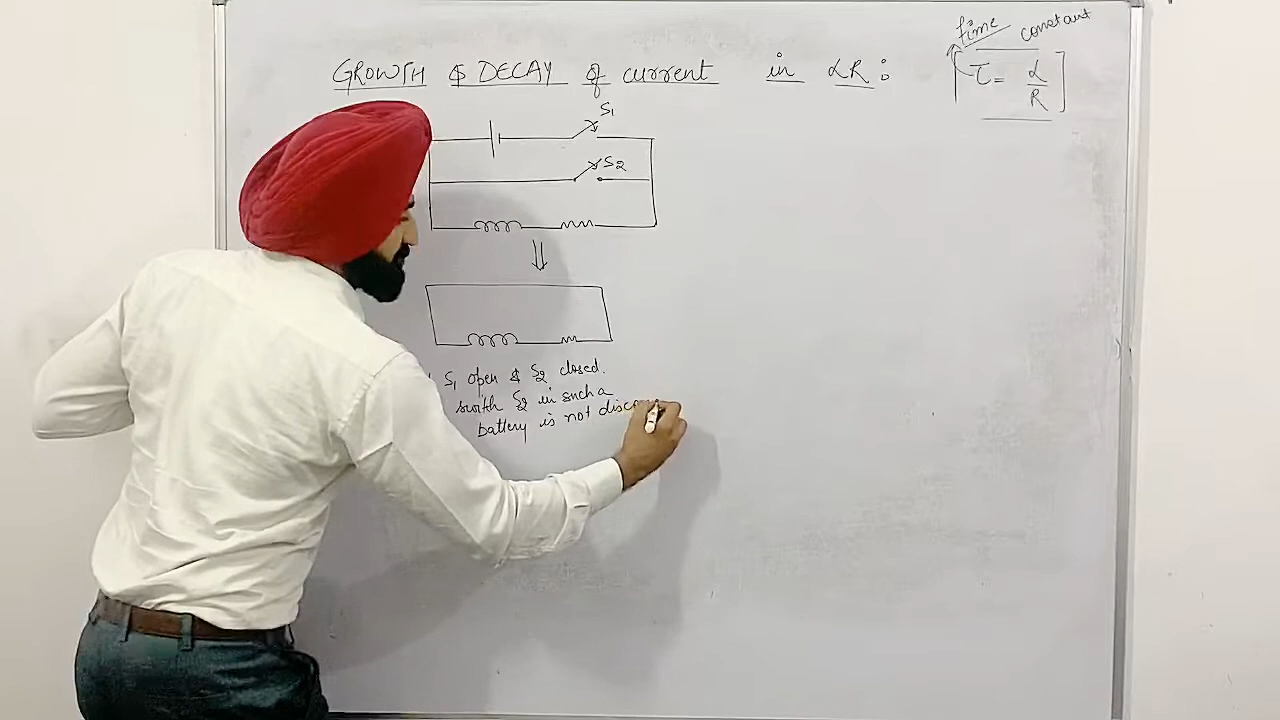 GROWTH & DECAY of current in LR:
time constant
τ = L/R
S1
S2
S1 open & S2 closed.
switch S2 in such a
battery is not